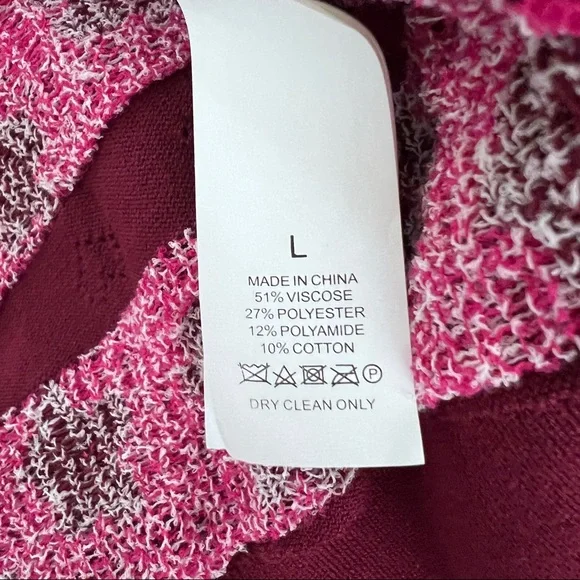 L
MADE IN CHINA
51% VISCOSE
27% POLYESTER
12% POLYAMIDE
10% COTTON
P
DRY CLEAN ONLY